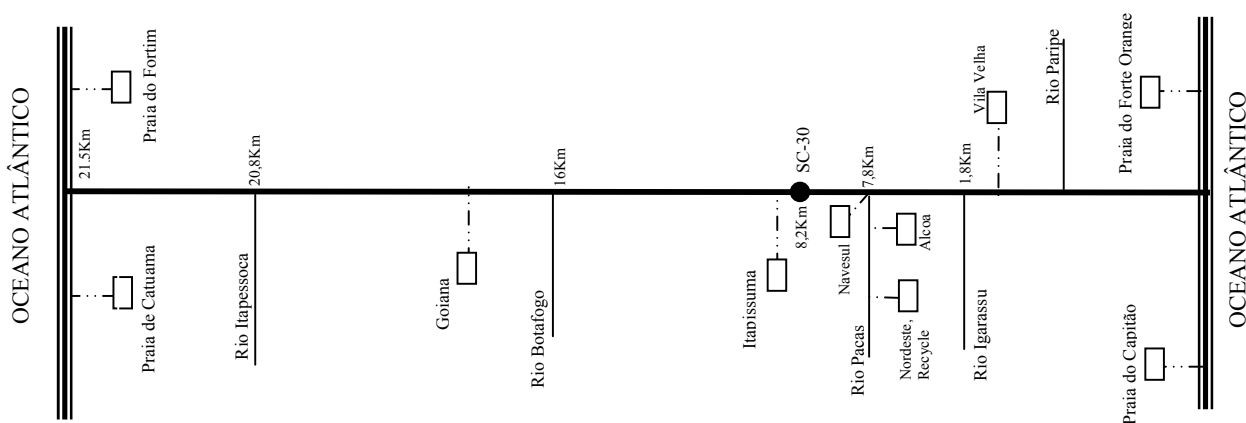 OCEANO ATLÂNTICO
Praia de Catuama
Praia do Fortim
21.5Km
Rio Itapessoca
20,8Km
Goiana
Rio Botafogo
16Km
Itapissuma
SC-30
8,2Km
Navesul
7,8Km
Rio Pacas
Alcoa
Nordeste,
Recycle
Rio Igarassu
1,8Km
Vila Velha
Rio Paripe
Praia do Capitão
Praia do Forte Orange
OCEANO ATLÂNTICO